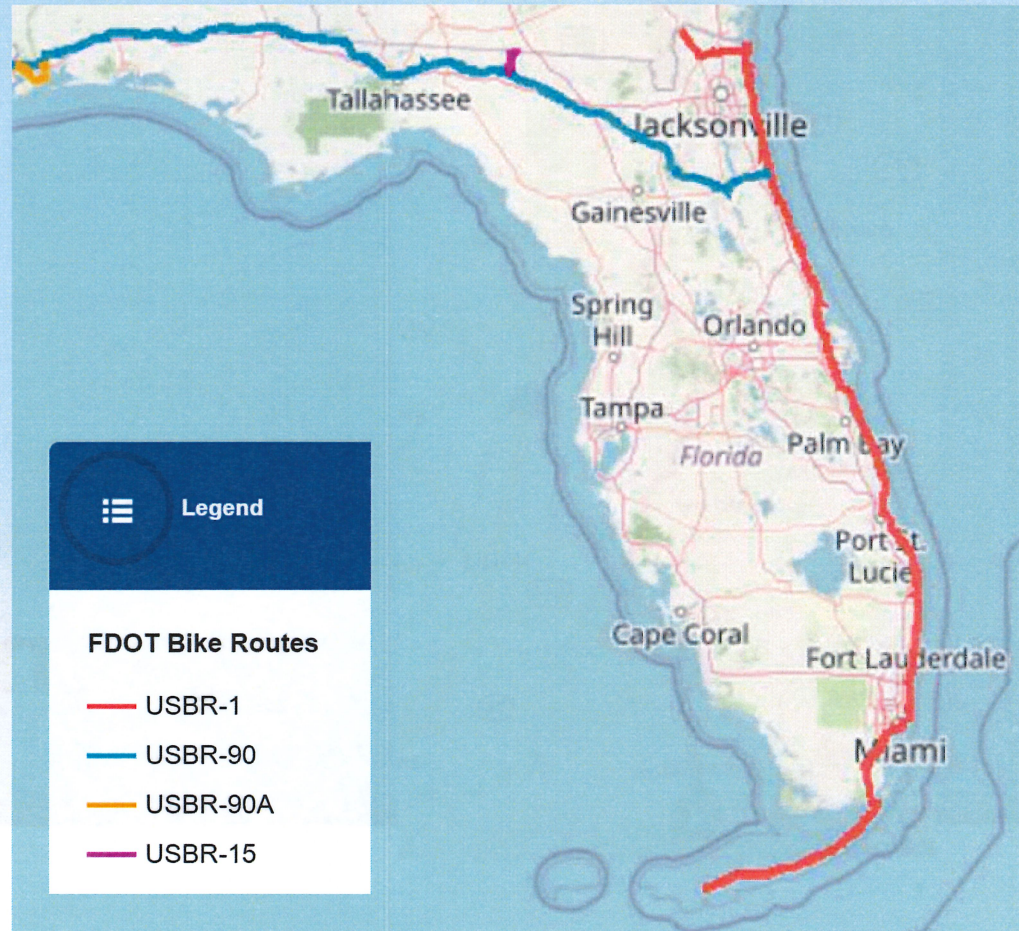 Tallahassee
Jacksonville
Gainesville
Spring
Hill
Orlando
Tampa
Palm Bay
Florida
Port St.
Lucie
Cape Coral
Fort Lauderdale
Miami
Legend
FDOT Bike Routes
USBR-1
USBR-90
USBR-90A
USBR-15